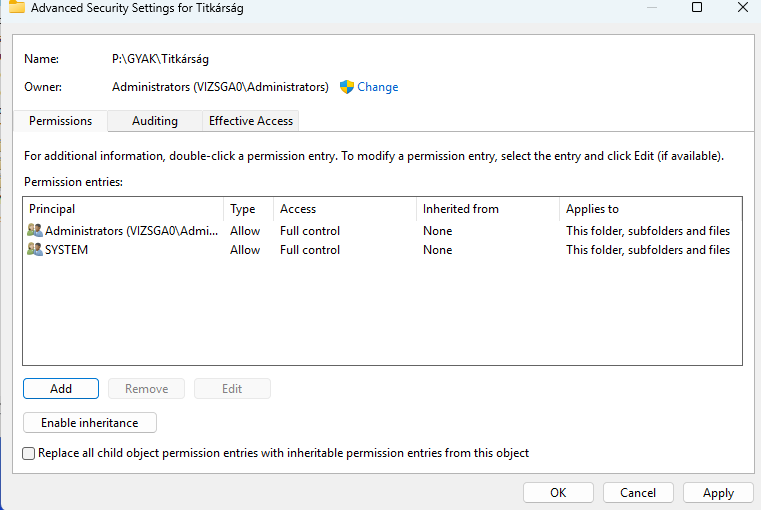 Advanced Security Settings for Titkárság
Name: P:\GYAK\Titkárság
Owner: Administrators (VIZSGA0\Administrators) Change
Permissions Auditing Effective Access
For additional information, double-click a permission entry. To modify a permission entry, select the entry and click Edit (if available).
Permission entries:
Principal Type Access Inherited from Applies to
Administrators (VIZSGA0\Admi... Allow Full control None This folder, subfolders and files
SYSTEM Allow Full control None This folder, subfolders and files
Add Remove Edit
Enable inheritance
Replace all child object permission entries with inheritable permission entries from this object
OK Cancel Apply